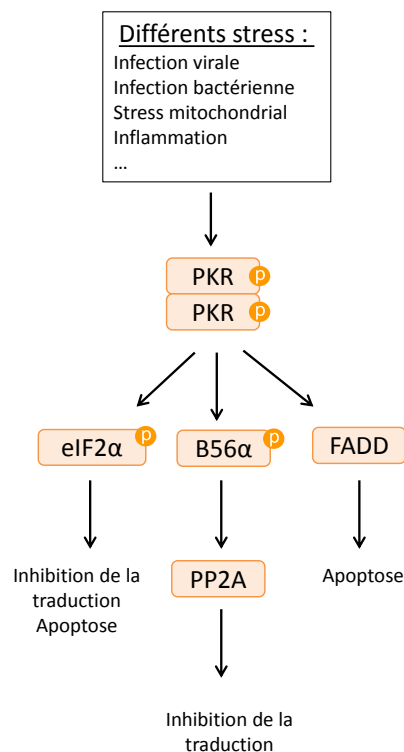 Différents stress :
Infection virale
Infection bactérienne
Stress mitochondrial
Inflammation
...
PKR p
PKR p
eIF2α p
B56α p
FADD
Inhibition de la
traduction
Apoptose
PP2A
Apoptose
Inhibition de la
traduction